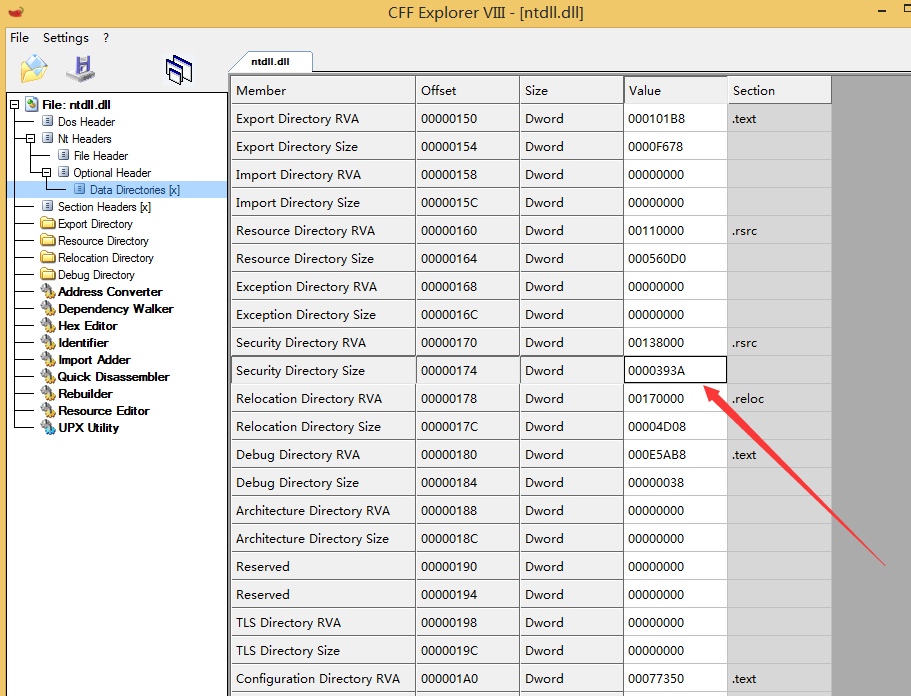 CFF Explorer VIII - [ntdll.dll]
File Settings ?
ntdll.dll
File: ntdll.dll
Dos Header
Nt Headers
File Header
Optional Header
Data Directories [x]
Section Headers [x]
Export Directory
Resource Directory
Relocation Directory
Debug Directory
Address Converter
Dependency Walker
Hex Editor
Identifier
Import Adder
Quick Disassembler
Rebuilder
Resource Editor
UPX Utility
Member Offset Size Value Section
Export Directory RVA 00000150 Dword 000101B8 .text
Export Directory Size 00000154 Dword 0000F678
Import Directory RVA 00000158 Dword 00000000
Import Directory Size 0000015C Dword 00000000
Resource Directory RVA 00000160 Dword 00110000 .rsrc
Resource Directory Size 00000164 Dword 000560D0
Exception Directory RVA 00000168 Dword 00000000
Exception Directory Size 0000016C Dword 00000000
Security Directory RVA 00000170 Dword 00138000 .rsrc
Security Directory Size 00000174 Dword 0000393A
Relocation Directory RVA 00000178 Dword 00170000 .reloc
Relocation Directory Size 0000017C Dword 00004D08
Debug Directory RVA 00000180 Dword 000E5AB8 .text
Debug Directory Size 00000184 Dword 00000038
Architecture Directory RVA 00000188 Dword 00000000
Architecture Directory Size 0000018C Dword 00000000
Reserved 00000190 Dword 00000000
Reserved 00000194 Dword 00000000
TLS Directory RVA 00000198 Dword 00000000
TLS Directory Size 0000019C Dword 00000000
Configuration Directory RVA 000001A0 Dword 00077350 .text